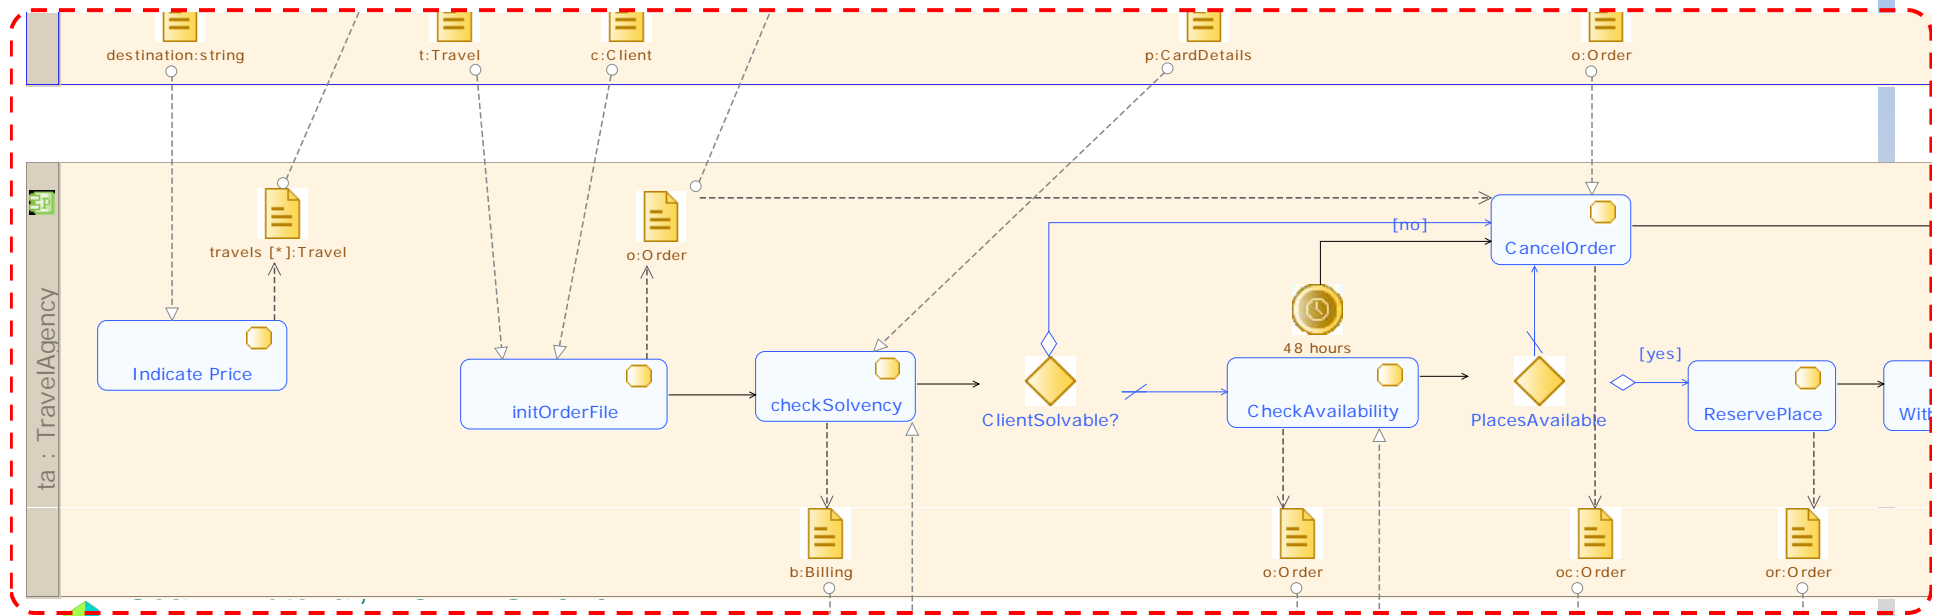 destination:string
t:Travel
c:Client
p:CardDetails
o:Order
travels [*]:Travel
o:Order
[no]
CancelOrder
ta : TravelAgency
48 hours
[yes]
Indicate Price
initOrderFile
checkSolvency
ClientSolvable?
CheckAvailability
PlacesAvailable
ReservePlace
With
b:Billing
o:Order
oc:Order
or:Order